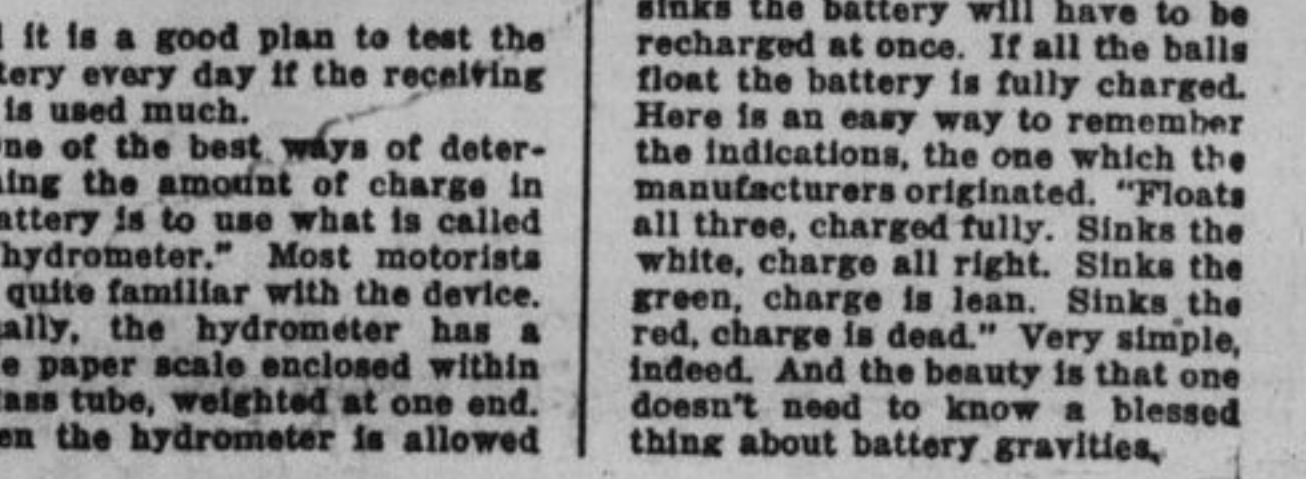 it is a good plan to test the
tery every day if the receiving
is used much.
ne of the best ways of deter-
ing the amount of charge in
attery is to use what is called
hydrometer." Most motorists
quite familiar with the device.
ally, the hydrometer has a
e paper scale enclosed within
ass tube, weighted at one end.
en the hydrometer is allowed
sinks the battery will have to be
recharged at once. If all the balls
float the battery is fully charged.
Here is an easy way to remember
the indications, the one which the
manufacturers originated. "Floats
all three, charged fully. Sinks the
white, charge all right. Sinks the
green, charge is lean. Sinks the
red, charge is dead." Very simple,
indeed. And the beauty is that one
doesn't need to know a blessed
thing about battery gravities.